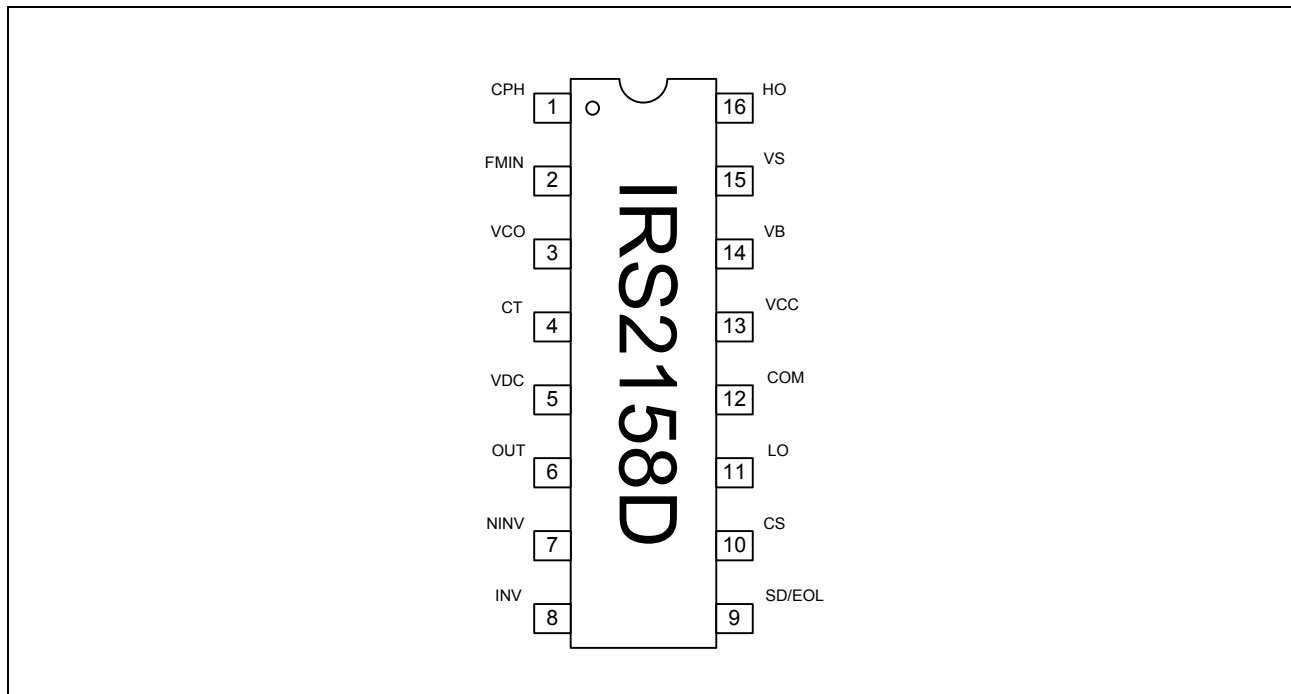 CPH 1 16 HO
FMIN 2 15 VS
VCO 3 14 VB
CT 4 13 VCC
VDC 5 12 COM
OUT 6 11 LO
NINV 7 10 CS
INV 8 9 SD/EOL
IRS2158D